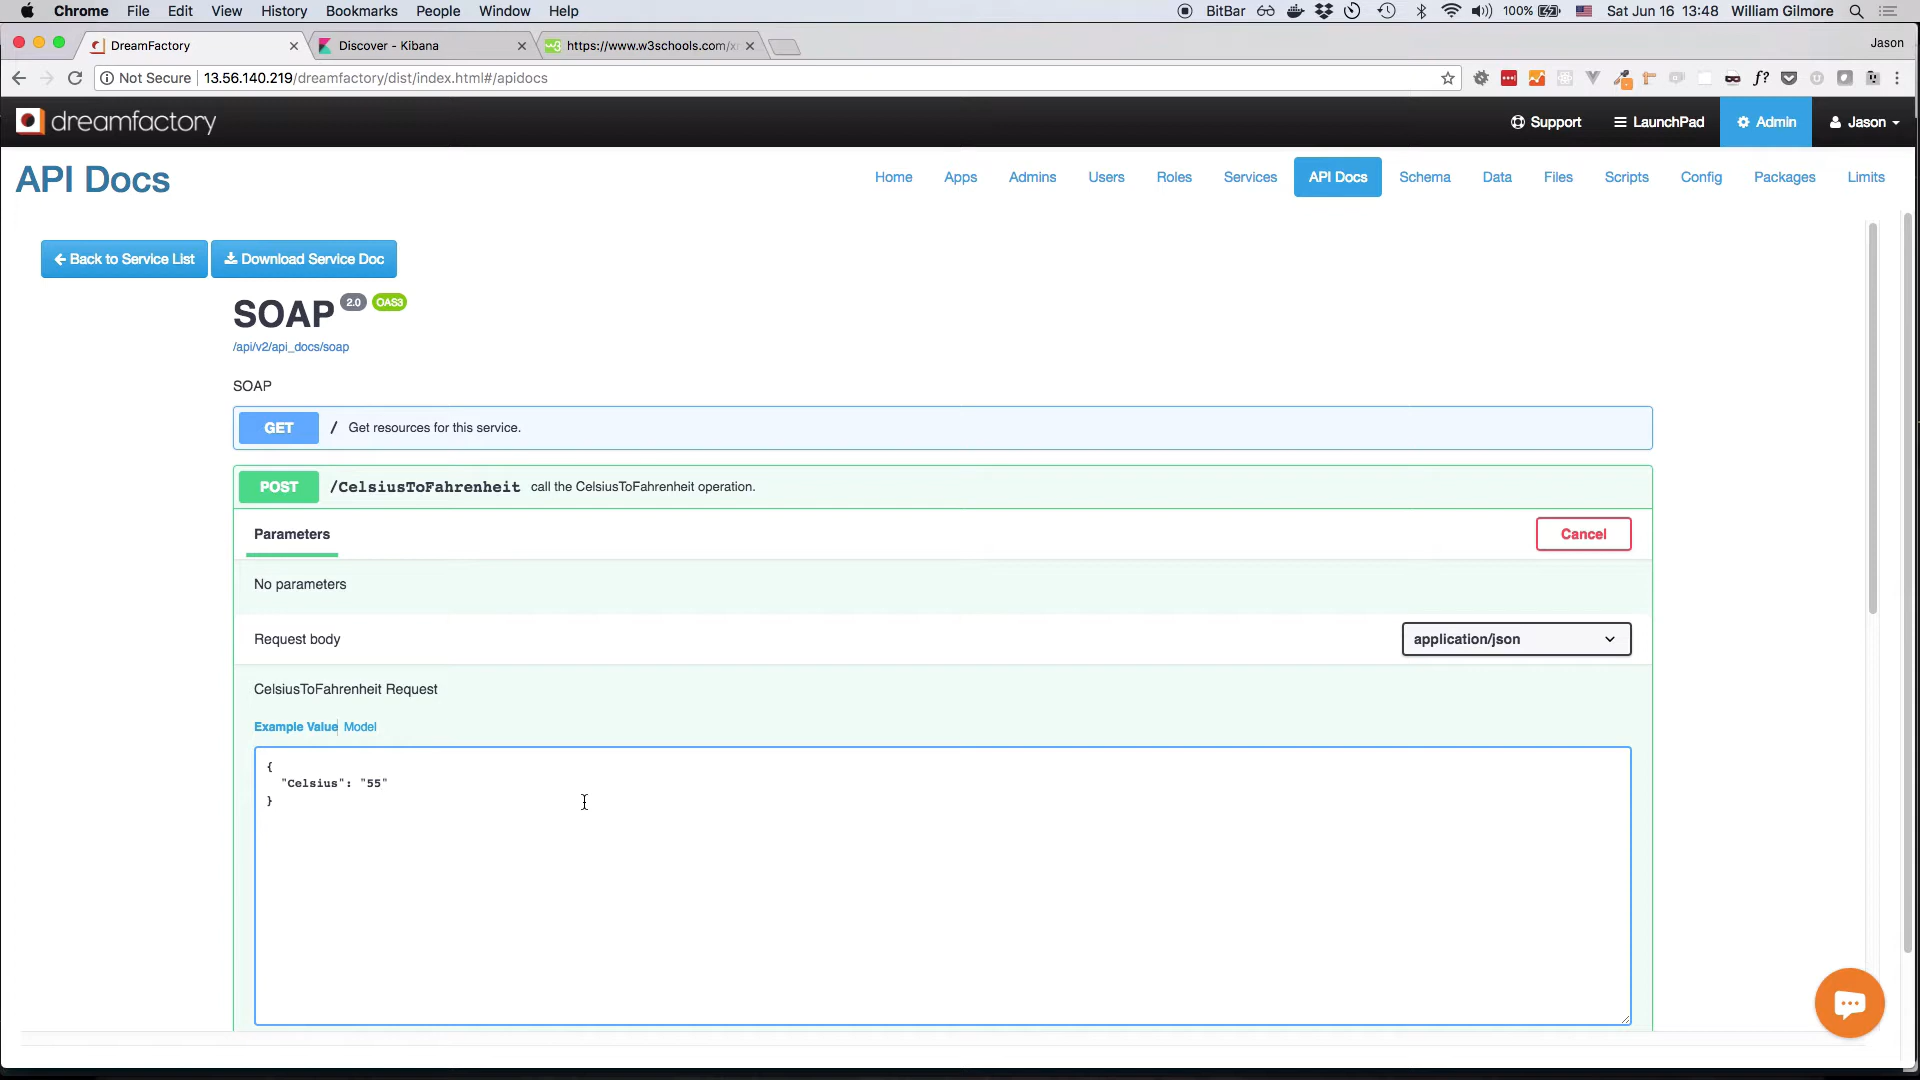 Chrome File Edit View History Bookmarks People Window Help BitBar 100% Sat Jun 16 13:48 William Gilmore
DreamFactory Discover - Kibana https://www.w3schools.com/x Jason
Not Secure 13.56.140.219/dreamfactory/dist/index.html#/apidocs f?
dreamfactory Support LaunchPad Admin Jason
API Docs Home Apps Admins Users Roles Services API Docs Schema Data Files Scripts Config Packages Limits
Back to Service List Download Service Doc
SOAP 2.0 OAS3
/api/v2/api_docs/soap
SOAP
GET / Get resources for this service.
POST /CelsiusToFahrenheit call the CelsiusToFahrenheit operation.
Parameters Cancel
No parameters
Request body application/json
CelsiusToFahrenheit Request
Example Value Model
{
"Celsius": "55"
}